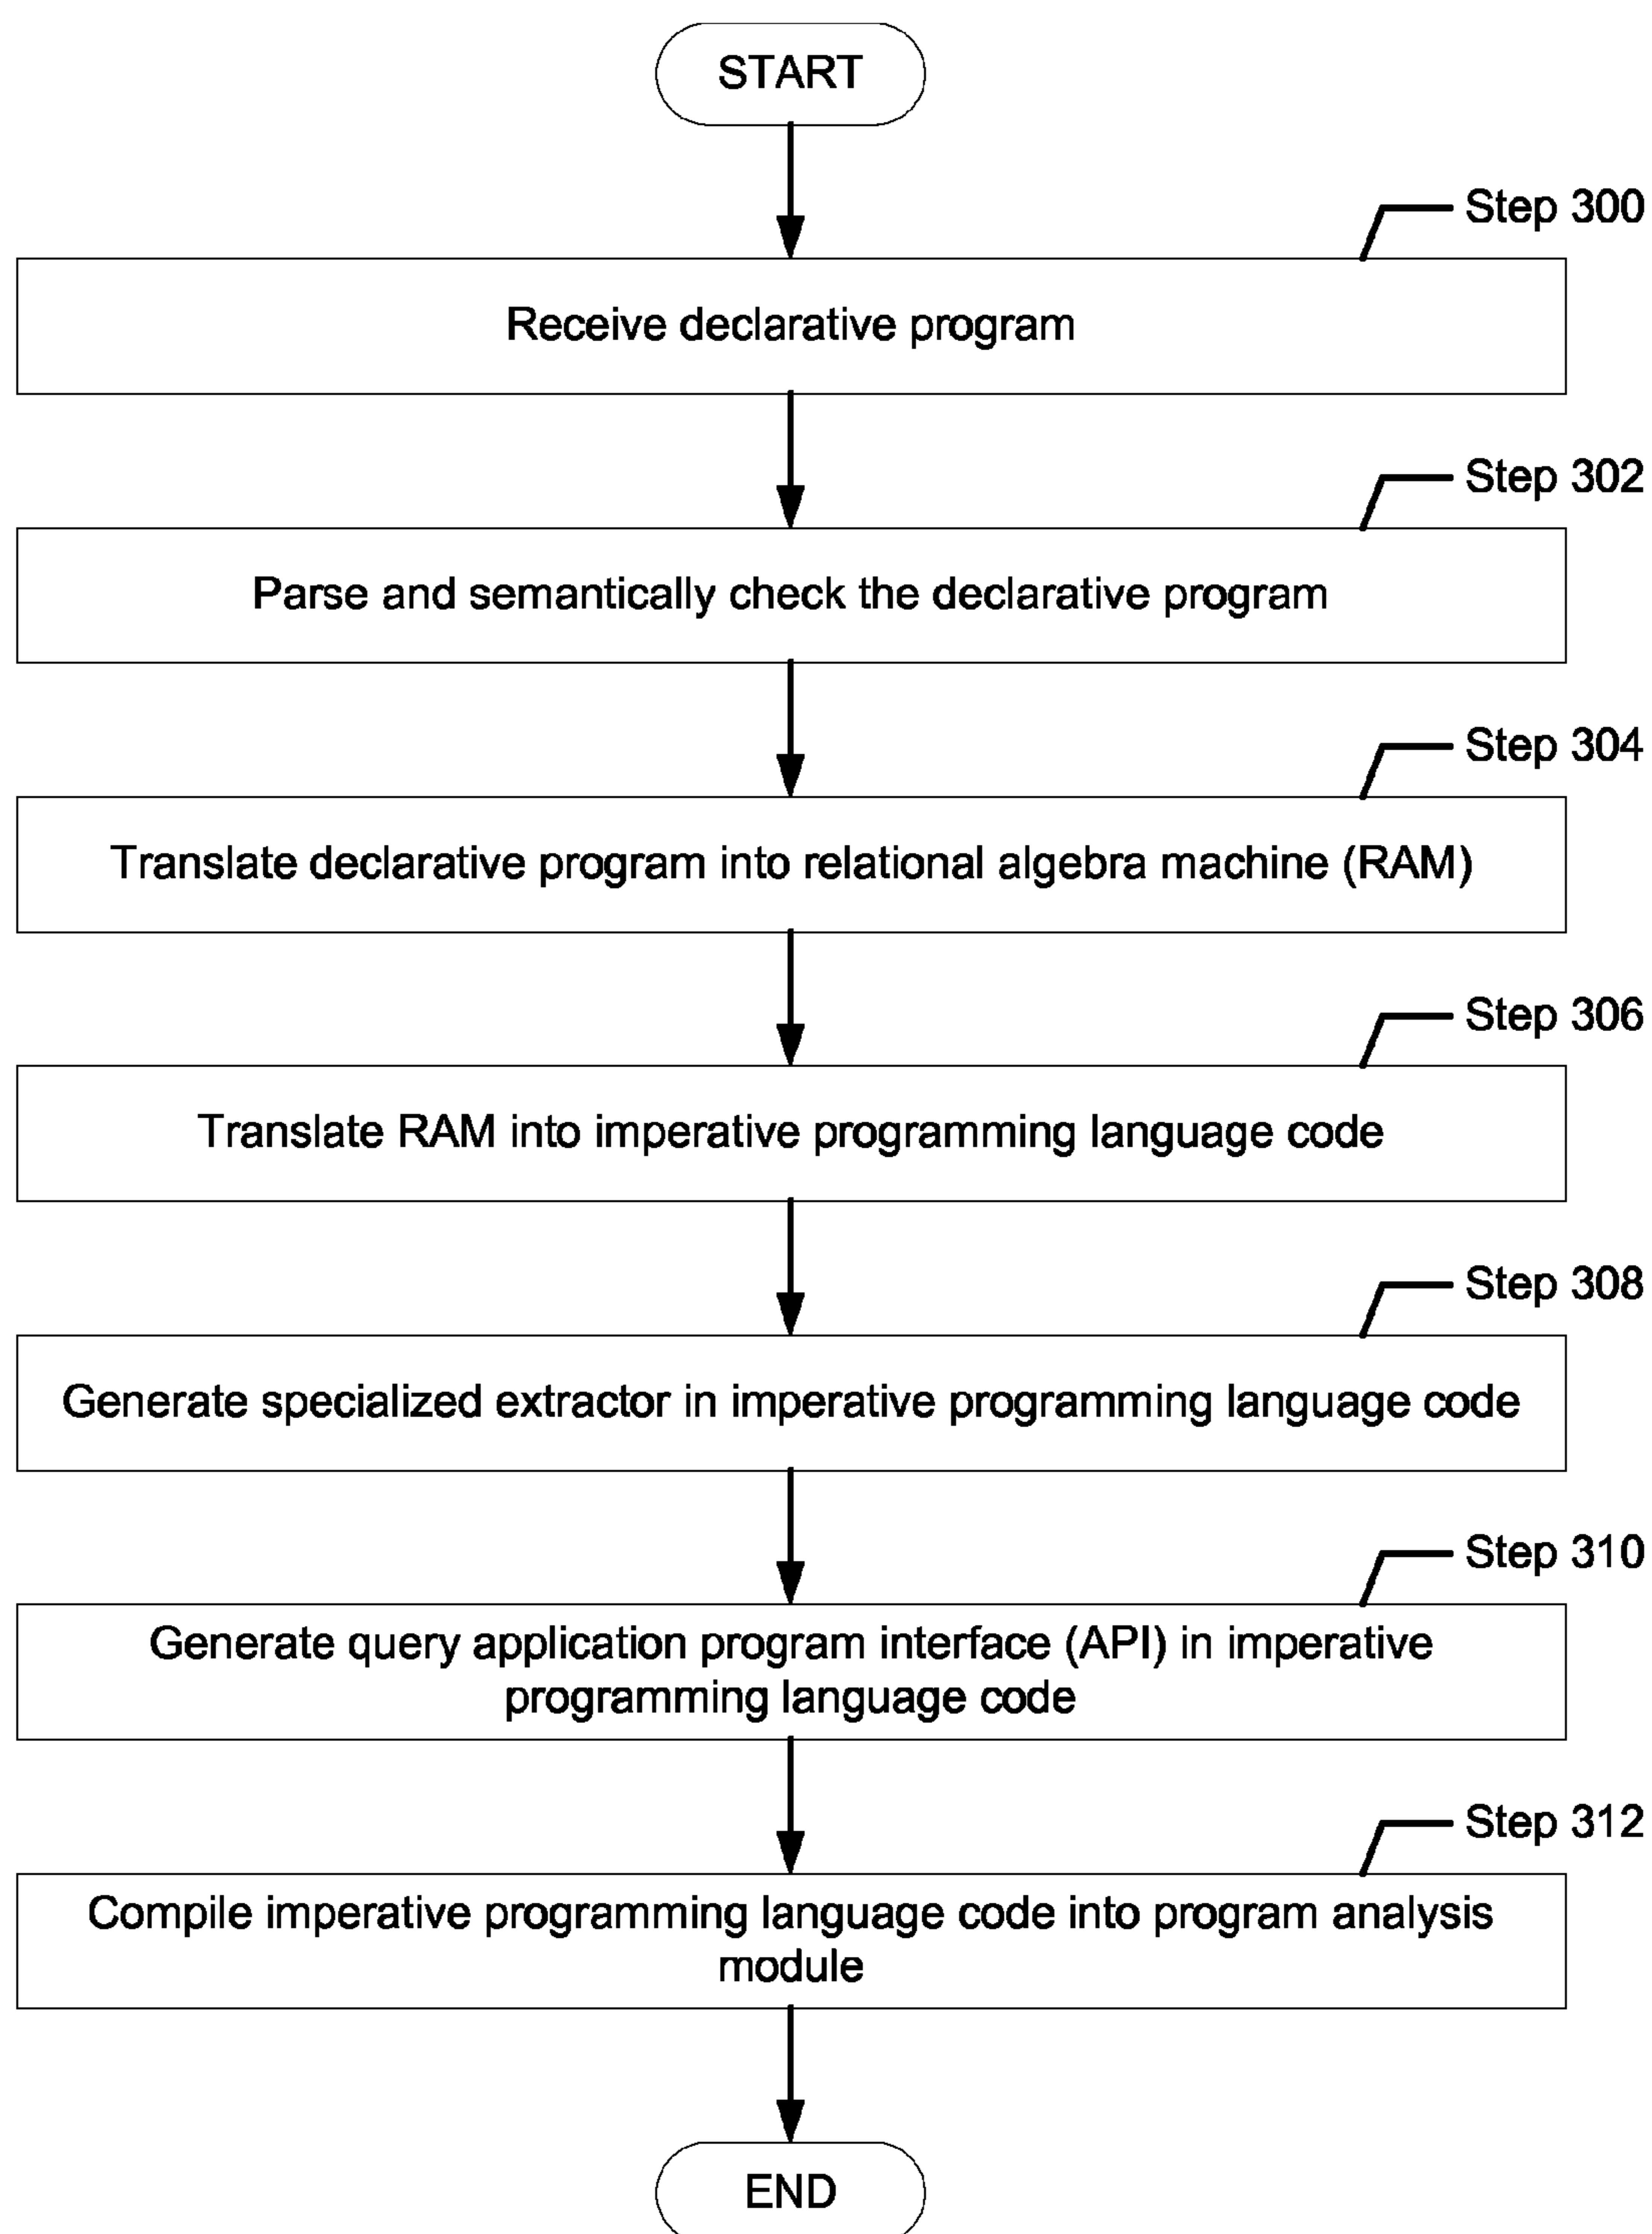 START
Step 300
Receive declarative program
Step 302
Parse and semantically check the declarative program
Step 304
Translate declarative program into relational algebra machine (RAM)
Step 306
Translate RAM into imperative programming language code
Step 308
Generate specialized extractor in imperative programming language code
Step 310
Generate query application program interface (API) in imperative
programming language code
Step 312
Compile imperative programming language code into program analysis
module
END